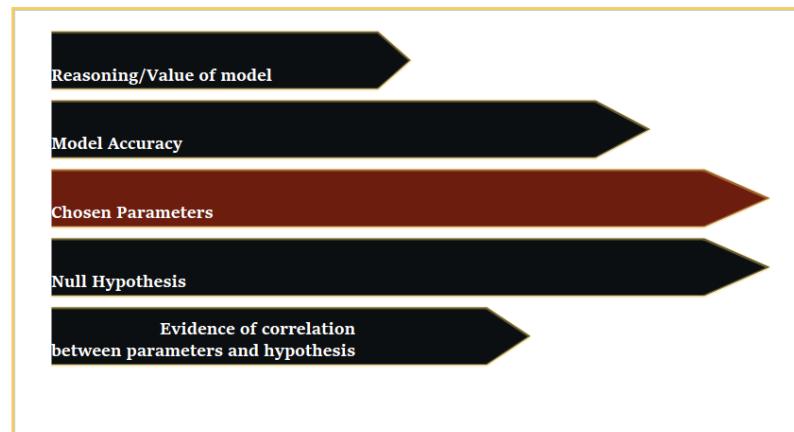 Reasoning/Value of model
Model Accuracy
Chosen Parameters
Null Hypothesis
Evidence of correlation
between parameters and hypothesis